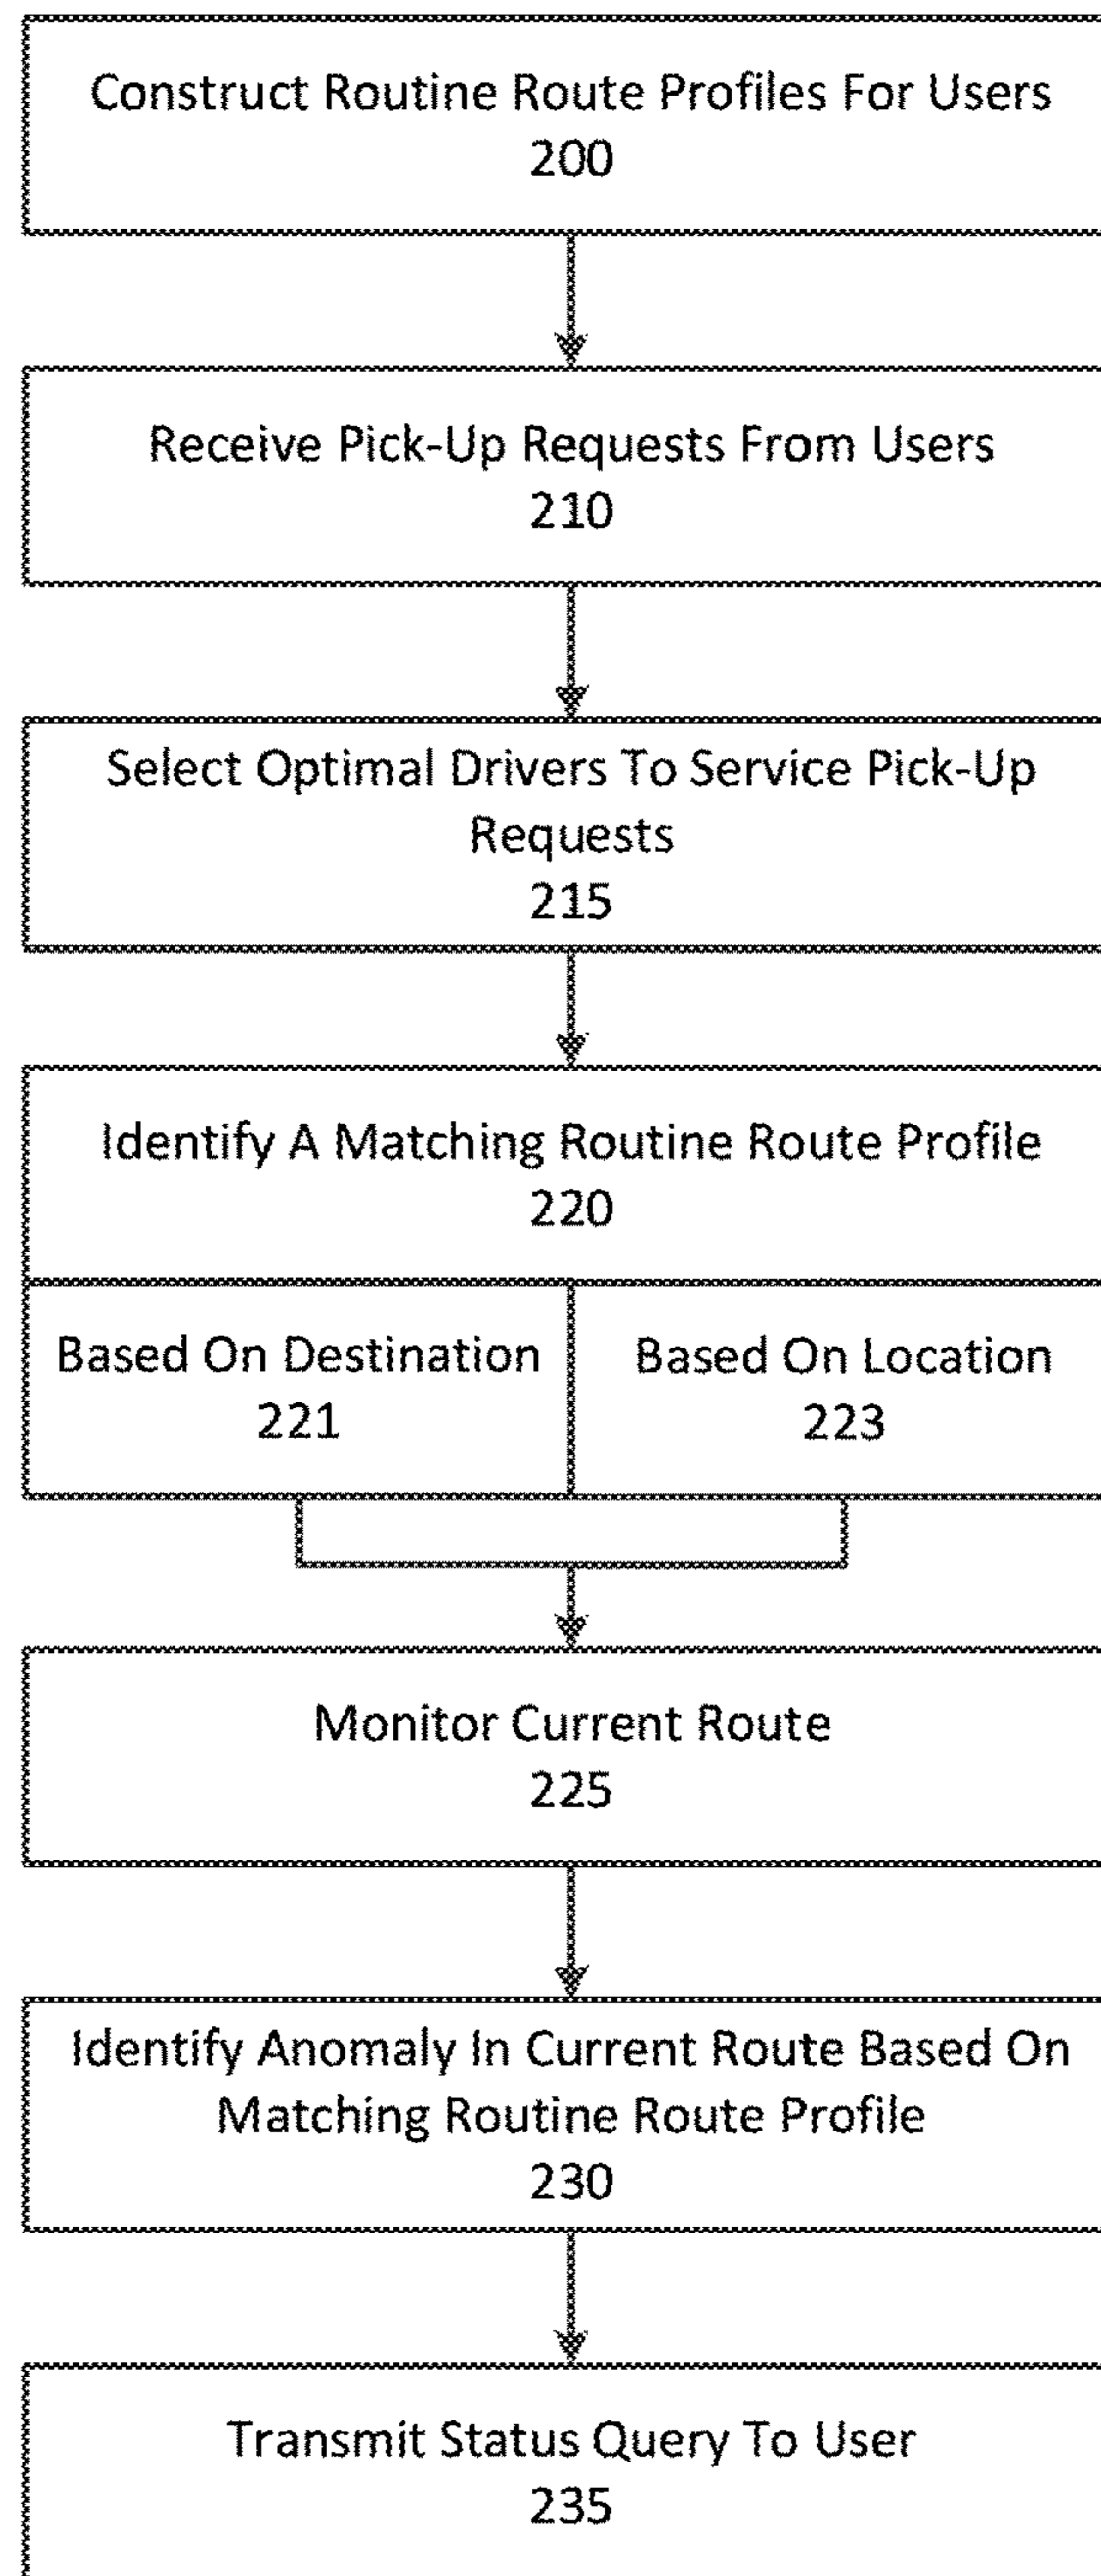 Construct Routine Route Profiles For Users
200
Receive Pick-Up Requests From Users
210
Select Optimal Drivers To Service Pick-Up
Requests
215
Identify A Matching Routine Route Profile
220
Based On Destination
221
Based On Location
223
Monitor Current Route
225
Identify Anomaly In Current Route Based On
Matching Routine Route Profile
230
Transmit Status Query To User
235